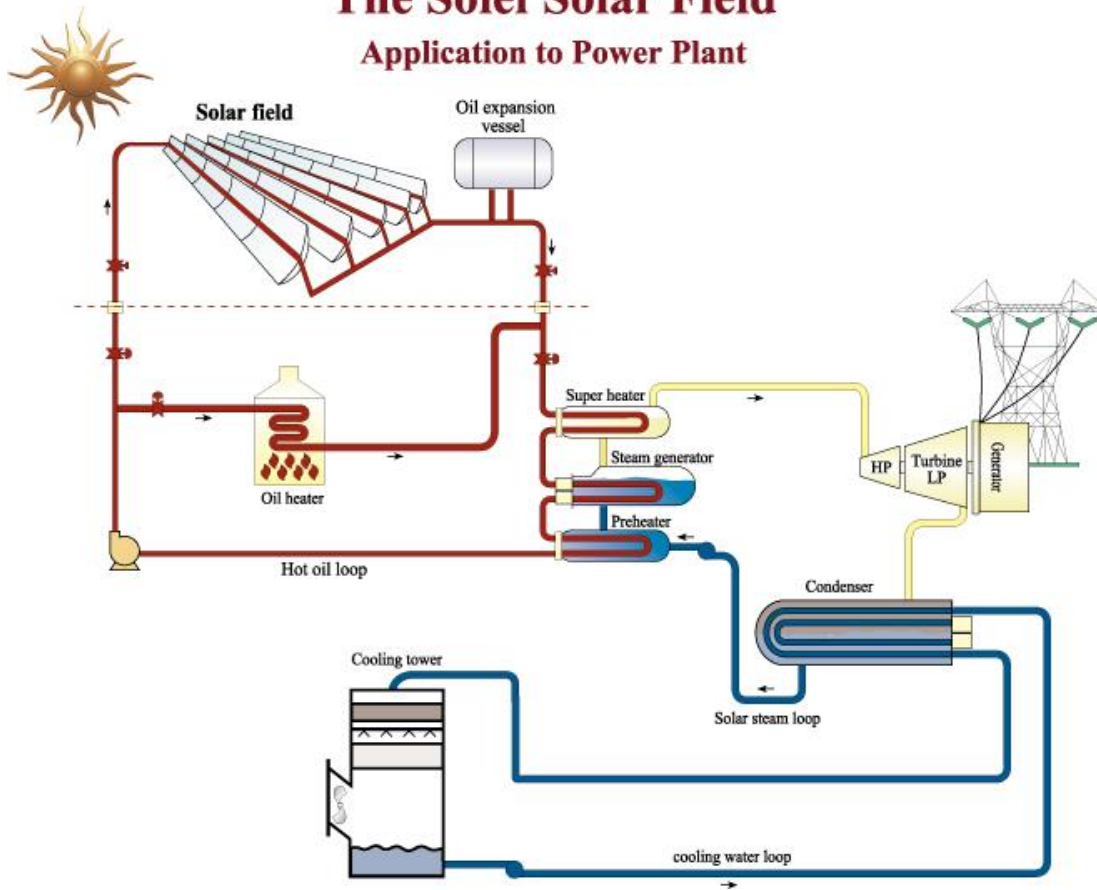 The Solel Solar Field
Application to Power Plant
Solar field
Oil expansion
vessel
Super heater
Steam generator
Oil heater
Preheater
Hot oil loop
HP
Turbine
LP
Generator
Condenser
Cooling tower
Solar steam loop
cooling water loop